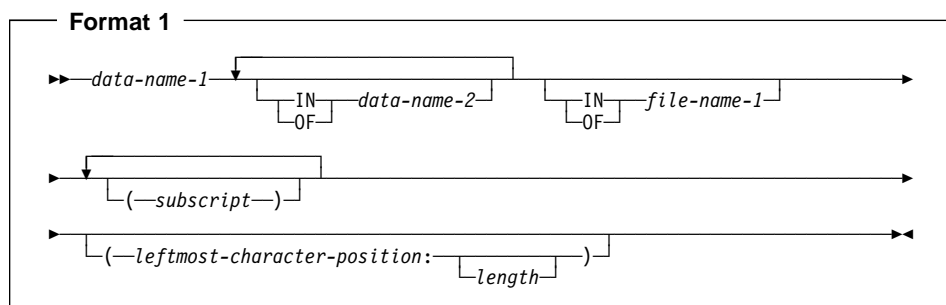 Format 1
data-name-1 IN data-name-2 IN file-name-1
OF OF
( subscript )
( leftmost-character-position: )
length